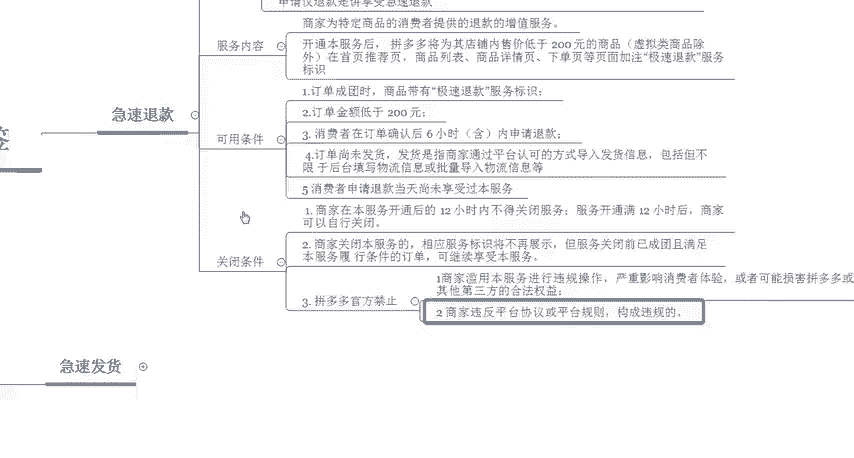 申请仅退款是供享受急速退款
商家为特定商品的消费者提供的退款的增值服务。
服务内容
开通本服务后, 拼多多将为其店铺内售价低于 200 元的商品（虚拟类商品除
外）在首页推荐页, 商品列表、商品详情页、下单页等页面加注“极速退款”服务
标识
1.订单成团时, 商品带有“极速退款”服务标识;
急速退款
2.订单金额低于 200 元;
可用条件
3. 消费者在订单确认后 6 小时（含）内申请退款;
4.订单尚未发货, 发货是指商家通过平台认可的方式导入发货信息, 包括但不
限 于后台填写物流信息或批量导入物流信息等
5 消费者申请退款当天尚未享受过本服务
1. 商家在本服务开通后的 12 小时内不得关闭服务; 服务开通满 12 小时后, 商家
可以自行关闭。
关闭条件
2. 商家关闭本服务的, 相应服务标识将不再展示, 但服务关闭前已成团且满足
本服务履 行条件的订单, 可继续享受本服务。
3. 拼多多官方禁止
1商家滥用本服务进行违规操作, 严重影响消费者体验, 或者可能损害拼多多或
其他第三方的合法权益;
2 商家违反平台协议或平台规则, 构成违规的。
急速发货